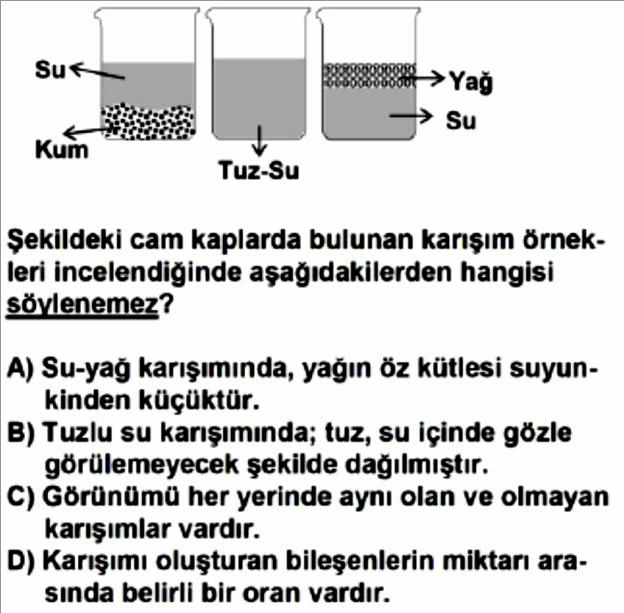 Su
Kum
Tuz-Su
Yağ
Su
Şekildeki cam kaplarda bulunan karışım örnek-
leri incelendiğinde aşağıdakilerden hangisi
söylenemez?
A) Su-yağ karışımında, yağın öz kütlesi suyun-
kinden küçüktür.
B) Tuzlu su karışımında; tuz, su içinde gözle
görülemeyecek şekilde dağılmıştır.
C) Görünümü her yerinde aynı olan ve olmayan
karışımlar vardır.
D) Karışımı oluşturan bileşenlerin miktarı ara-
sında belirli bir oran vardır.